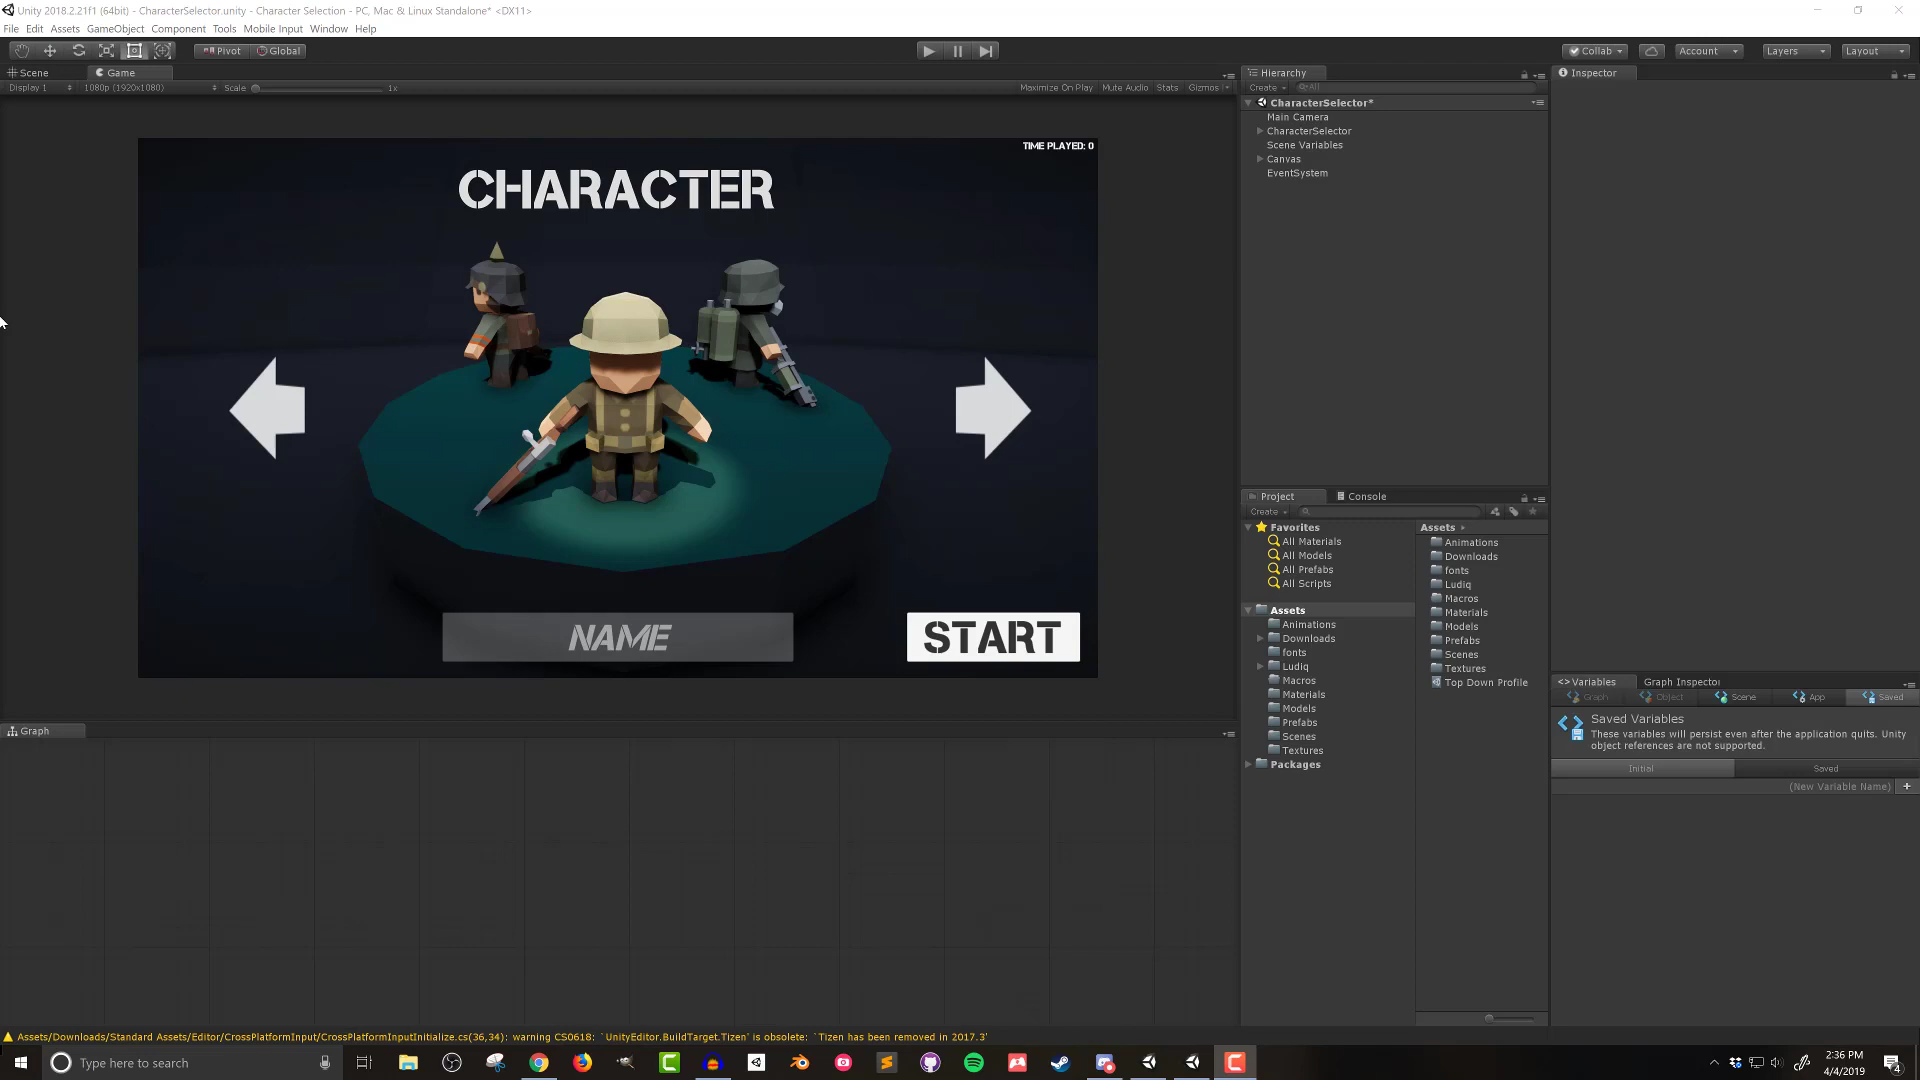 Unity 2018.2.21f1 (64bit) - CharacterSelector.unity - Character Selection - PC, Mac & Linux Standalone* <DX11>
File Edit Assets GameObject Component Tools Mobile Input Window Help
Pivot Global Collab Account Layers Layout
Scene Game
Display 1 1080p (1920x1080) Scale 1x Maximize On Play Mute Audio Stats Gizmos
TIME PLAYED: 0
CHARACTER
NAME
START
Graph
Hierarchy
Create All
CharacterSelector*
Main Camera
CharacterSelector
Scene Variables
Canvas
EventSystem
Project Console
Create
Favorites
All Materials
All Models
All Prefabs
All Scripts
Assets
Animations
Downloads
fonts
Ludiq
Macros
Materials
Models
Prefabs
Scenes
Textures
Packages
Assets
Animations
Downloads
fonts
Ludiq
Macros
Materials
Models
Prefabs
Scenes
Textures
Top Down Profile
Inspector
<> Variables Graph Inspector
Graph Object Scene App Saved
Saved Variables
These variables will persist even after the application quits. Unity
object references are not supported.
Initial Saved
(New Variable Name) +
Assets/Downloads/Standard Assets/Editor/CrossPlatformInput/CrossPlatformInputInitialize.cs(36,34): warning CS0618: `UnityEditor.BuildTarget.Tizen' is obsolete: `Tizen has been removed in 2017.3'
Type here to search
2:36 PM
4/4/2019
4